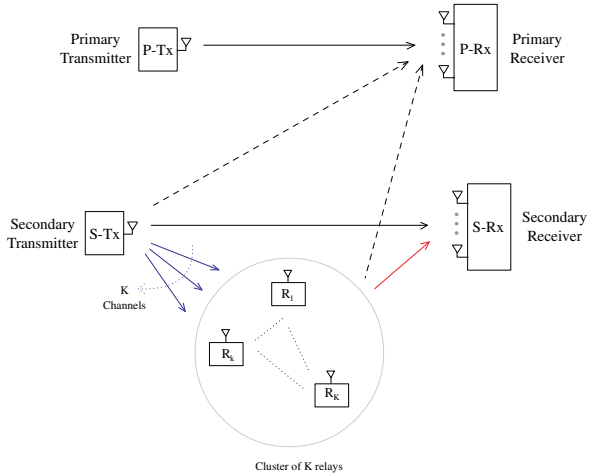 Primary
Transmitter
P-Tx
P-Rx
Primary
Receiver
Secondary
Transmitter
S-Tx
S-Rx
Secondary
Receiver
K
Channels
R1
Rk
RK
Cluster of K relays